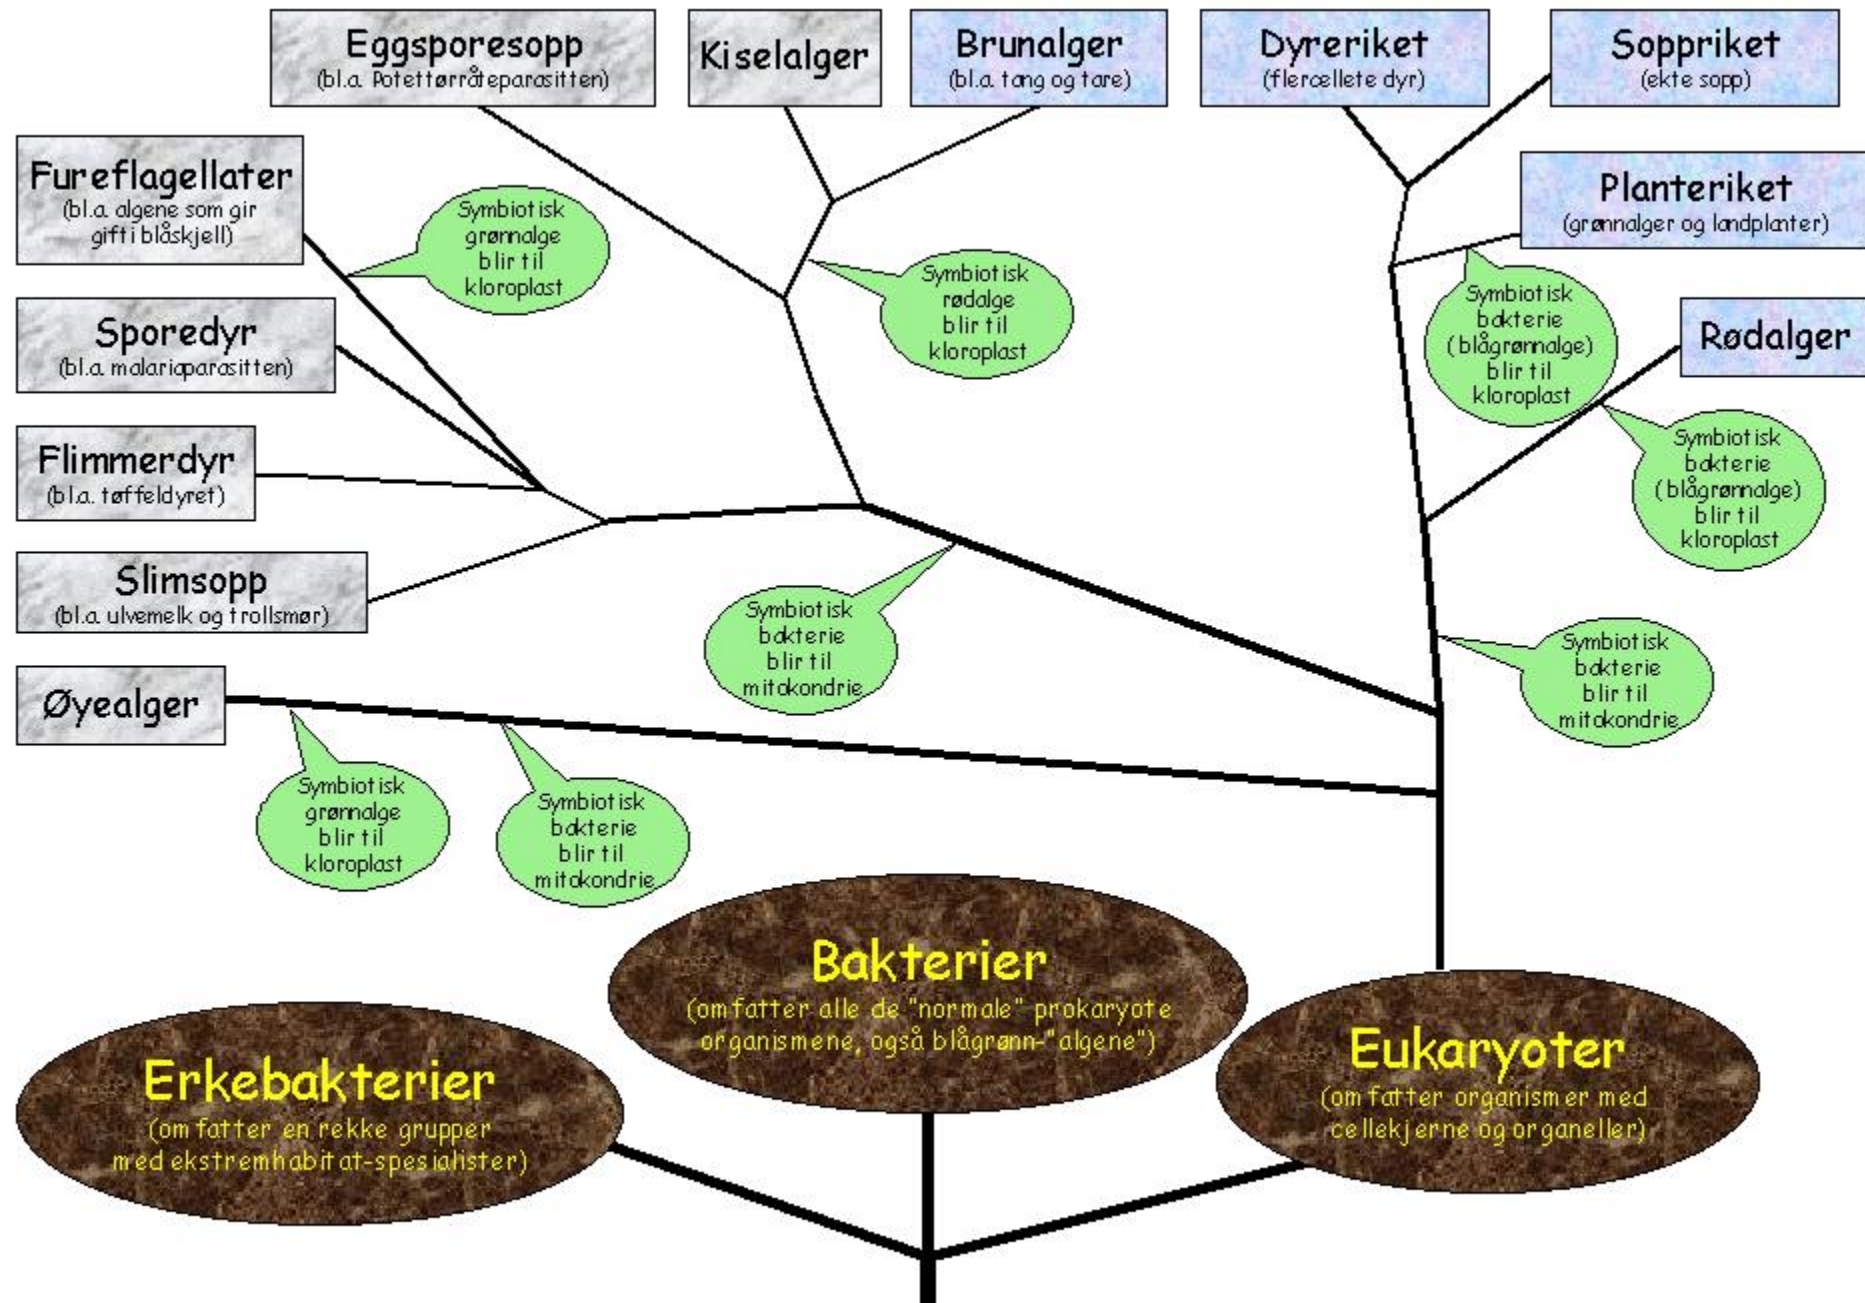 Eggsporesopp
(bl.a. Potettørråteparasitten)
Kiselalger
Brunalger
(bl.a. tang og tare)
Dyreriket
(flercellete dyr)
Soppriket
(ekte sopp)
Fureflagellater
(bl.a. algene som gir
gift i blåskjell)
Symbiotisk
grønnalge
blir til
kloroplast
Symbiotisk
rødalge
blir til
kloroplast
Planteriket
(grønnalger og landplanter)
Symbiotisk
bakterie
(blågrønnalge)
blir til
kloroplast
Sporedyr
(bl.a. malariaparasitten)
Rødalger
Symbiotisk
bakterie
(blågrønnalge)
blir til
kloroplast
Flimmerdyr
(bl.a. tøffeldyret)
Slimsopp
(bl.a. ulvemelk og trollsmør)
Symbiotisk
bakterie
blir til
mitokondrie
Symbiotisk
bakterie
blir til
mitokondrie
Øyealger
Symbiotisk
grønnalge
blir til
kloroplast
Symbiotisk
bakterie
blir til
mitokondrie
Bakterier
(omfatter alle de "normale" prokaryote
organismene, også blågrønn-"algene")
Erkebakterier
(omfatter en rekke grupper
med ekstremhabitat-spesialister)
Eukaryoter
(omfatter organismer med
cellekjerne og organeller)